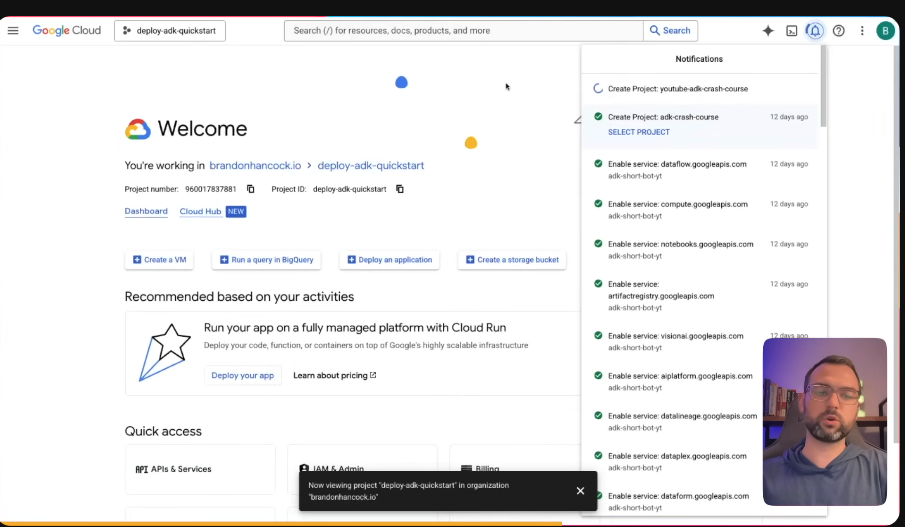 Google Cloud
deploy-adk-quickstart
Search (/) for resources, docs, products, and more
Search
B
Notifications
Create Project: youtube-adk-crash-course
Create Project: adk-crash-course
12 days ago
SELECT PROJECT
Enable service: dataflow.googleapis.com
12 days ago
adk-short-bot-yt
Enable service: compute.googleapis.com
12 days ago
adk-short-bot-yt
Enable service: notebooks.googleapis.com
12 days ago
adk-short-bot-yt
Enable service:
12 days ago
artifactregistry.googleapis.com
adk-short-bot-yt
Enable service: visionai.googleapis.com
12 days ago
adk-short-bot-yt
Enable service: aiplatform.googleapis.com
adk-short-bot-yt
Enable service: datalineage.googleapis.com
adk-short-bot-yt
Enable service: dataplex.googleapis.com
adk-short-bot-yt
Enable service: dataform.googleapis.com
adk-short-bot-yt
Welcome
You're working in brandonhancock.io > deploy-adk-quickstart
Project number: 960017837881 Project ID: deploy-adk-quickstart
Dashboard Cloud Hub NEW
Create a VM
Run a query in BigQuery
Deploy an application
Create a storage bucket
Recommended based on your activities
Run your app on a fully managed platform with Cloud Run
Deploy your code, function, or containers on top of Google's highly scalable infrastructure
Deploy your app
Learn about pricing
Quick access
API APIs & Services
IAM & Admin
Billing
Now viewing project "deploy-adk-quickstart" in organization
"brandonhancock.io"